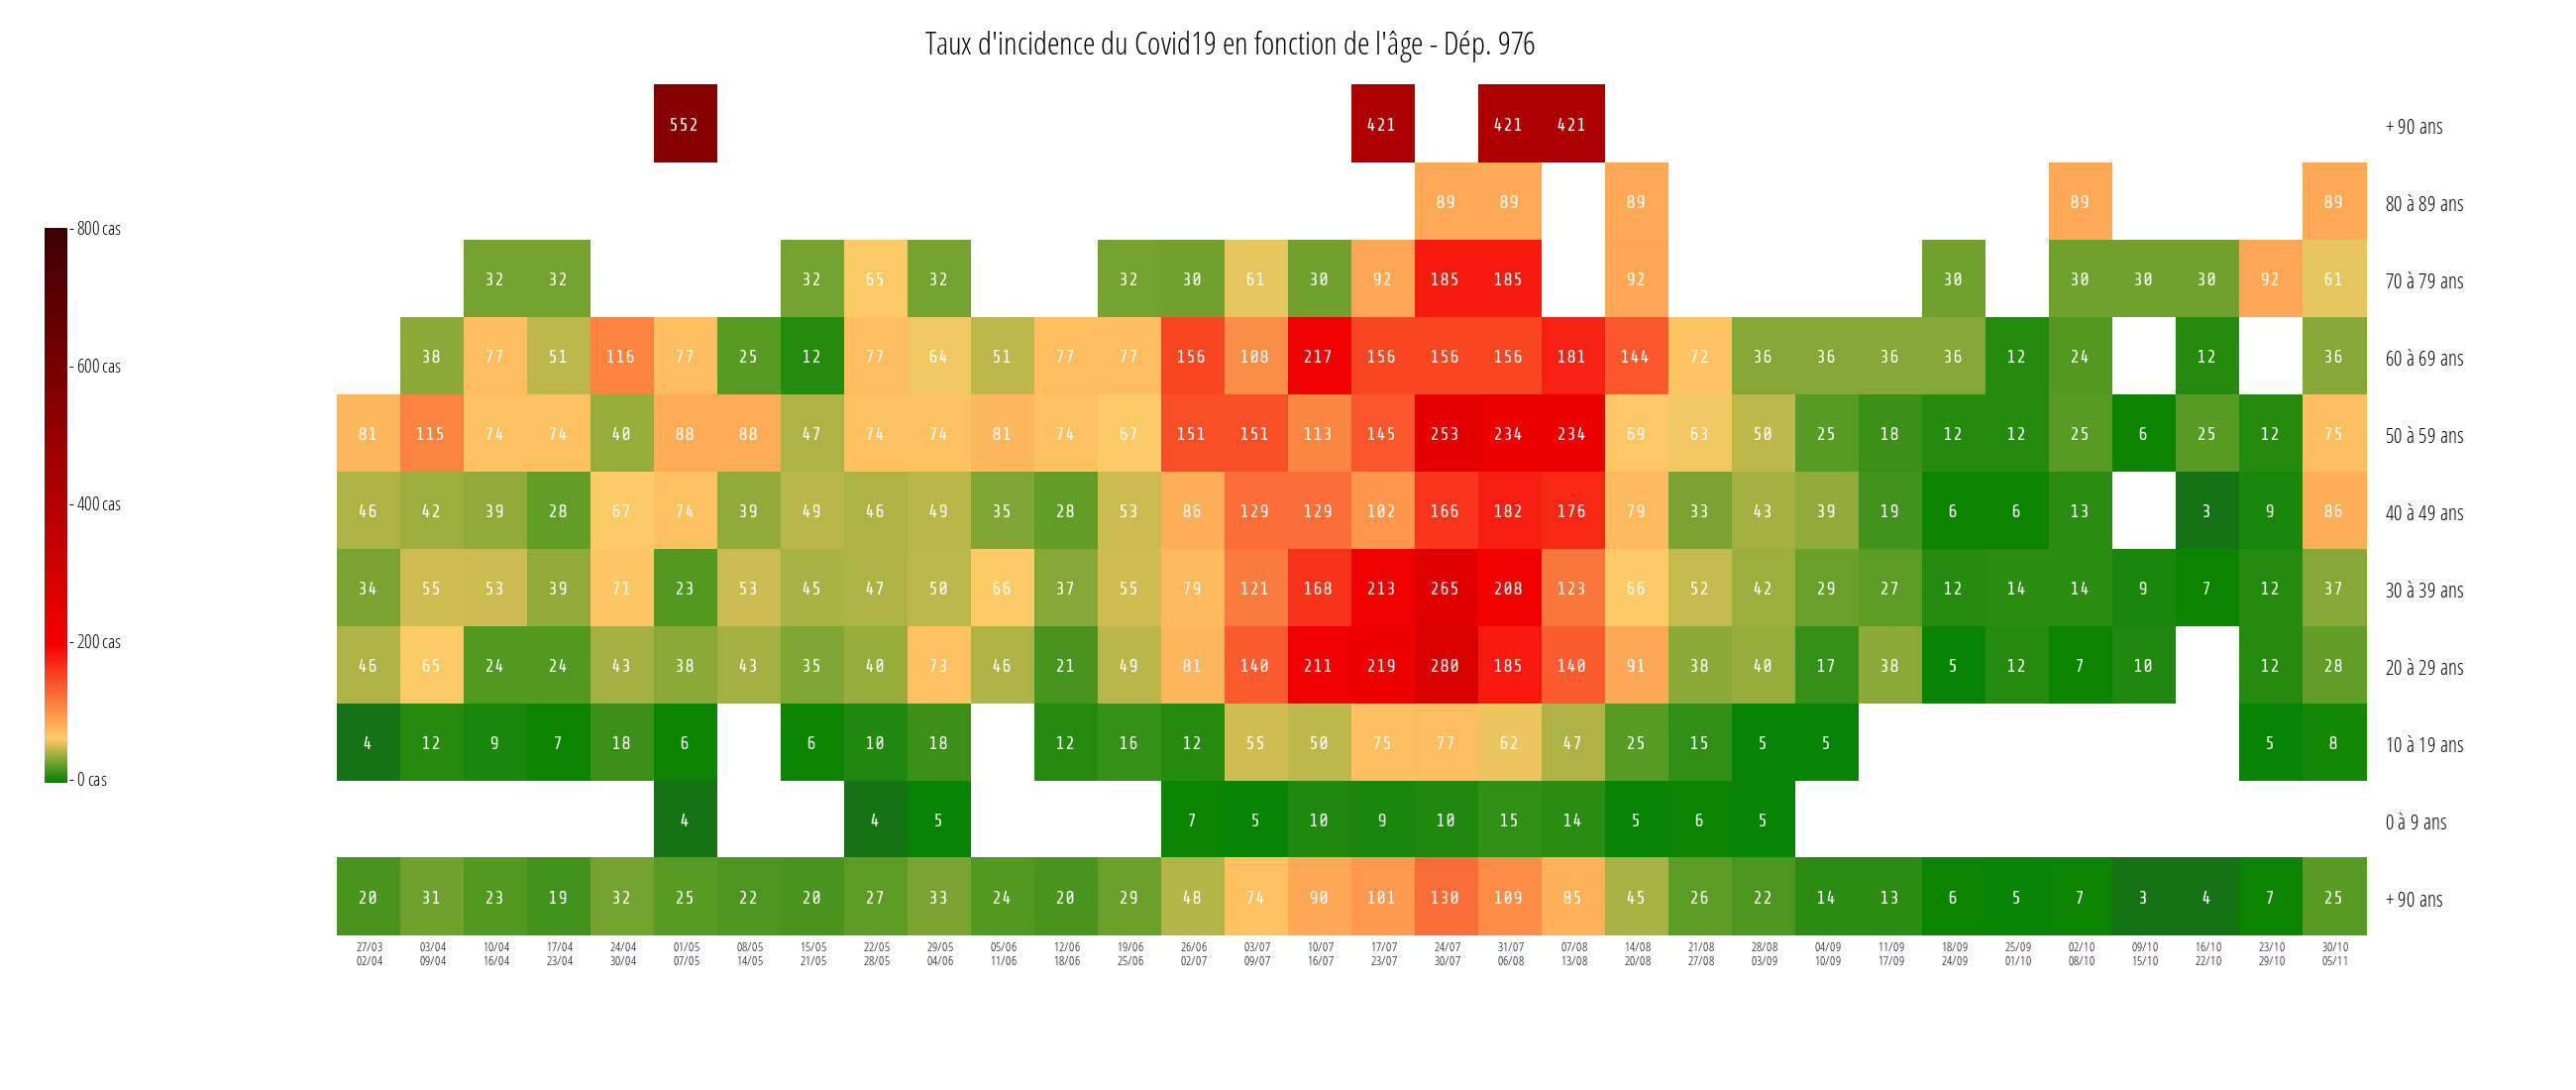 Taux d'incidence du Covid19 en fonction de l'âge - Dép. 976
552 421 421 421 + 90 ans
89 89 89 89 89 80 à 89 ans
- 800 cas
32 32 32 65 32 32 30 61 30 92 185 185 92 30 30 30 30 92 61 70 à 79 ans
38 77 51 116 77 25 12 77 64 51 77 77 156 108 217 156 156 156 181 144 72 36 36 36 36 12 24 12 36 60 à 69 ans
- 600 cas
81 115 74 74 40 88 88 47 74 74 81 74 67 151 151 113 145 253 234 234 69 63 50 25 18 12 12 25 6 25 12 75 50 à 59 ans
- 400 cas
46 42 39 28 67 74 39 49 46 49 35 28 53 86 129 129 102 166 182 176 79 33 43 39 19 6 6 13 3 9 86 40 à 49 ans
34 55 53 39 71 23 53 45 47 50 66 37 55 79 121 168 213 265 208 123 66 52 42 29 27 12 14 14 9 7 12 37 30 à 39 ans
- 200 cas
46 65 24 24 43 38 43 35 40 73 46 21 49 81 140 211 219 280 185 140 91 38 40 17 38 5 12 7 10 12 28 20 à 29 ans
4 12 9 7 18 6 6 10 18 12 16 12 55 50 75 77 62 47 25 15 5 5 5 8 10 à 19 ans
- 0 cas
4 4 5 7 5 10 9 10 15 14 5 6 5 0 à 9 ans
20 31 23 19 32 25 22 20 27 33 24 20 29 48 74 90 101 130 109 85 45 26 22 14 13 6 5 7 3 4 7 25 + 90 ans
27/03 03/04 10/04 17/04 24/04 01/05 08/05 15/05 22/05 29/05 05/06 12/06 19/06 26/06 03/07 10/07 17/07 24/07 31/07 07/08 14/08 21/08 28/08 04/09 11/09 18/09 25/09 02/10 09/10 16/10 23/10 30/10
02/04 09/04 16/04 23/04 30/04 07/05 14/05 21/05 28/05 04/06 11/06 18/06 25/06 02/07 09/07 16/07 23/07 30/07 06/08 13/08 20/08 27/08 03/09 10/09 17/09 24/09 01/10 08/10 15/10 22/10 29/10 05/11